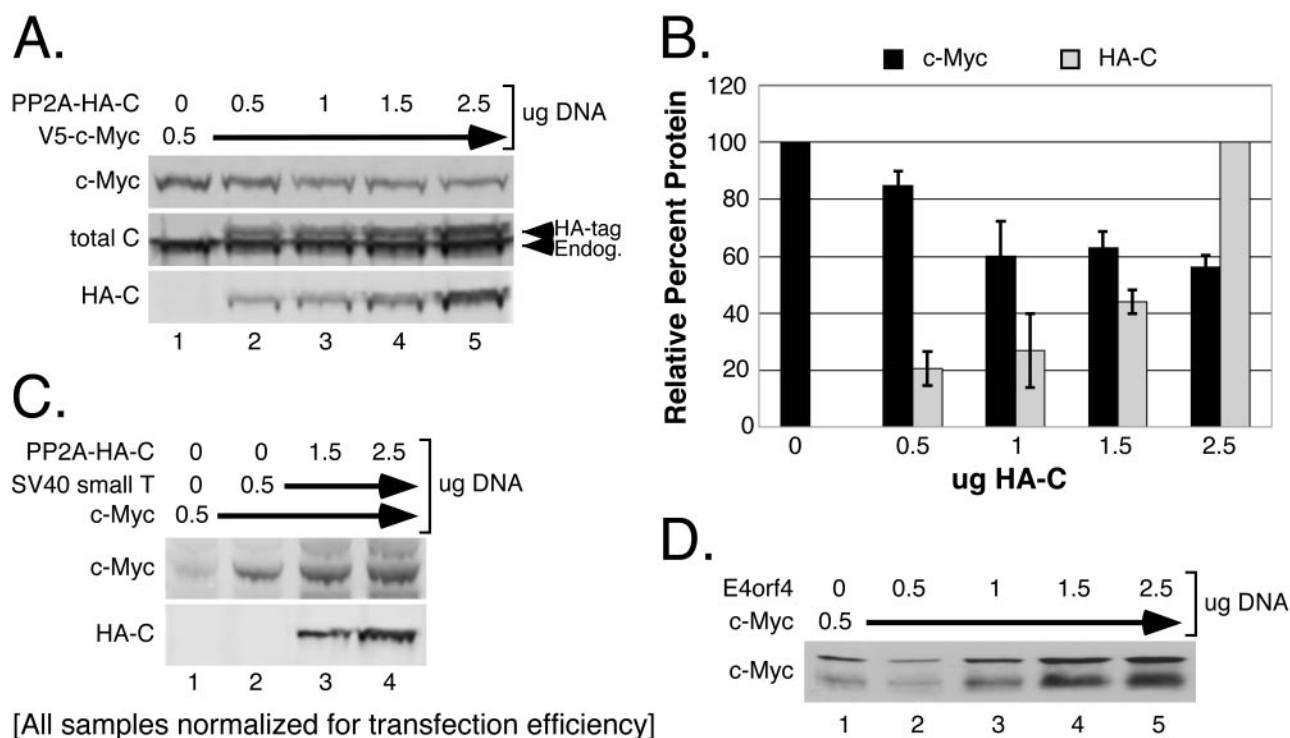 A.
PP2A-HA-C 0 0.5 1 1.5 2.5
V5-c-Myc 0.5
ug DNA
c-Myc
total C
HA-tag
Endog.
HA-C
1 2 3 4 5
B.
c-Myc HA-C
Relative Percent Protein
120
100
80
60
40
20
0
0 0.5 1 1.5 2.5
ug HA-C
C.
PP2A-HA-C 0 0 1.5 2.5
SV40 small T 0 0.5
c-Myc 0.5
ug DNA
c-Myc
HA-C
1 2 3 4
[All samples normalized for transfection efficiency]
D.
E4orf4 0 0.5 1 1.5 2.5
c-Myc 0.5
ug DNA
c-Myc
1 2 3 4 5